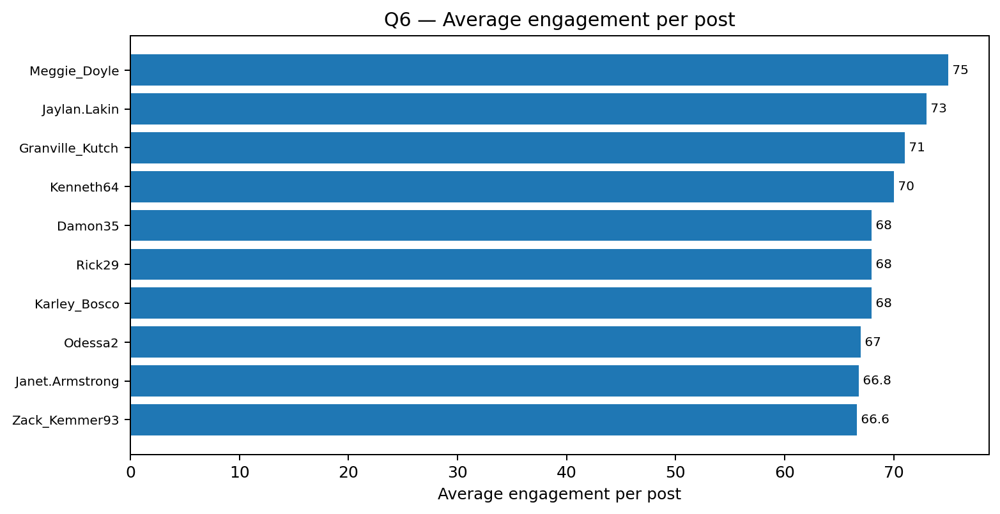 Q6 — Average engagement per post
Meggie_Doyle 75
Jaylan.Lakin 73
Granville_Kutch 71
Kenneth64 70
Damon35 68
Rick29 68
Karley_Bosco 68
Odessa2 67
Janet.Armstrong 66.8
Zack_Kemmer93 66.6
0 10 20 30 40 50 60 70
Average engagement per post